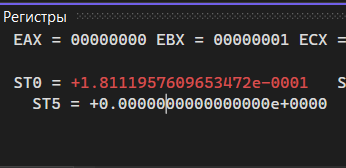 Регистры
EAX = 00000000 EBX = 00000001 ECX =
ST0 = +1.8111957609653472e-0001 S
ST5 = +0.0000000000000000e+0000